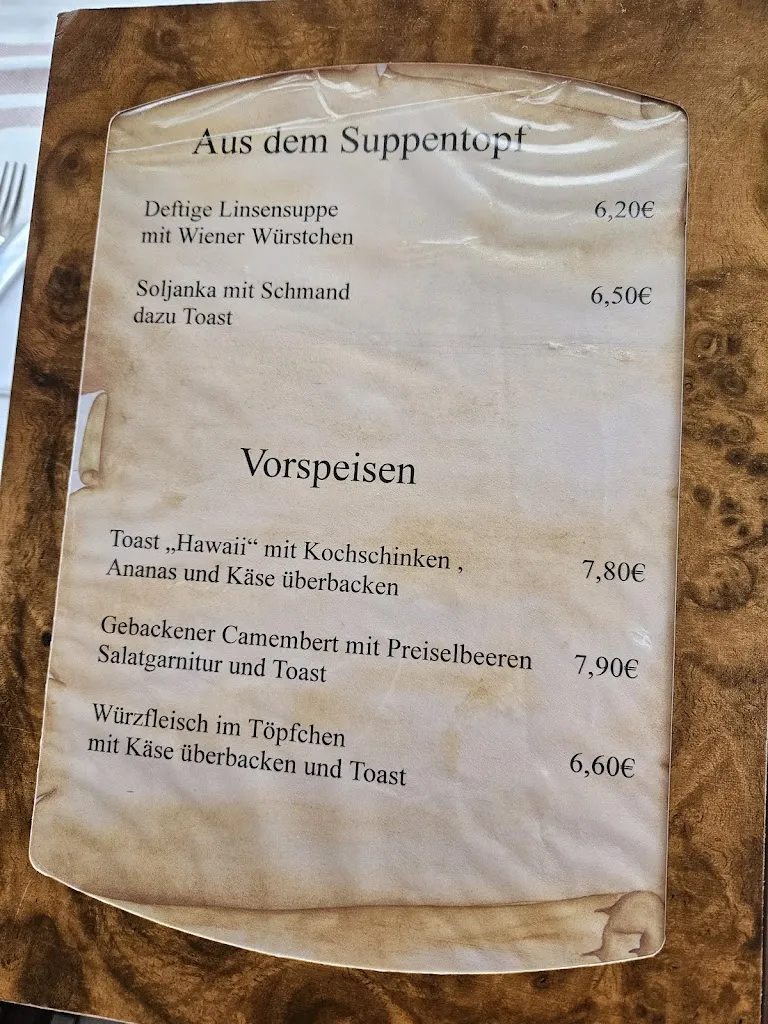 Aus dem Suppentopf
Deftige Linsensuppe 6,20€
mit Wiener Würstchen
Soljanka mit Schmand 6,50€
dazu Toast
Vorspeisen
Toast „Hawaii“ mit Kochschinken ,
Ananas und Käse überbacken 7,80€
Gebackener Camembert mit Preiselbeeren
Salatgarnitur und Toast 7,90€
Würzfleisch im Töpfchen
mit Käse überbacken und Toast 6,60€